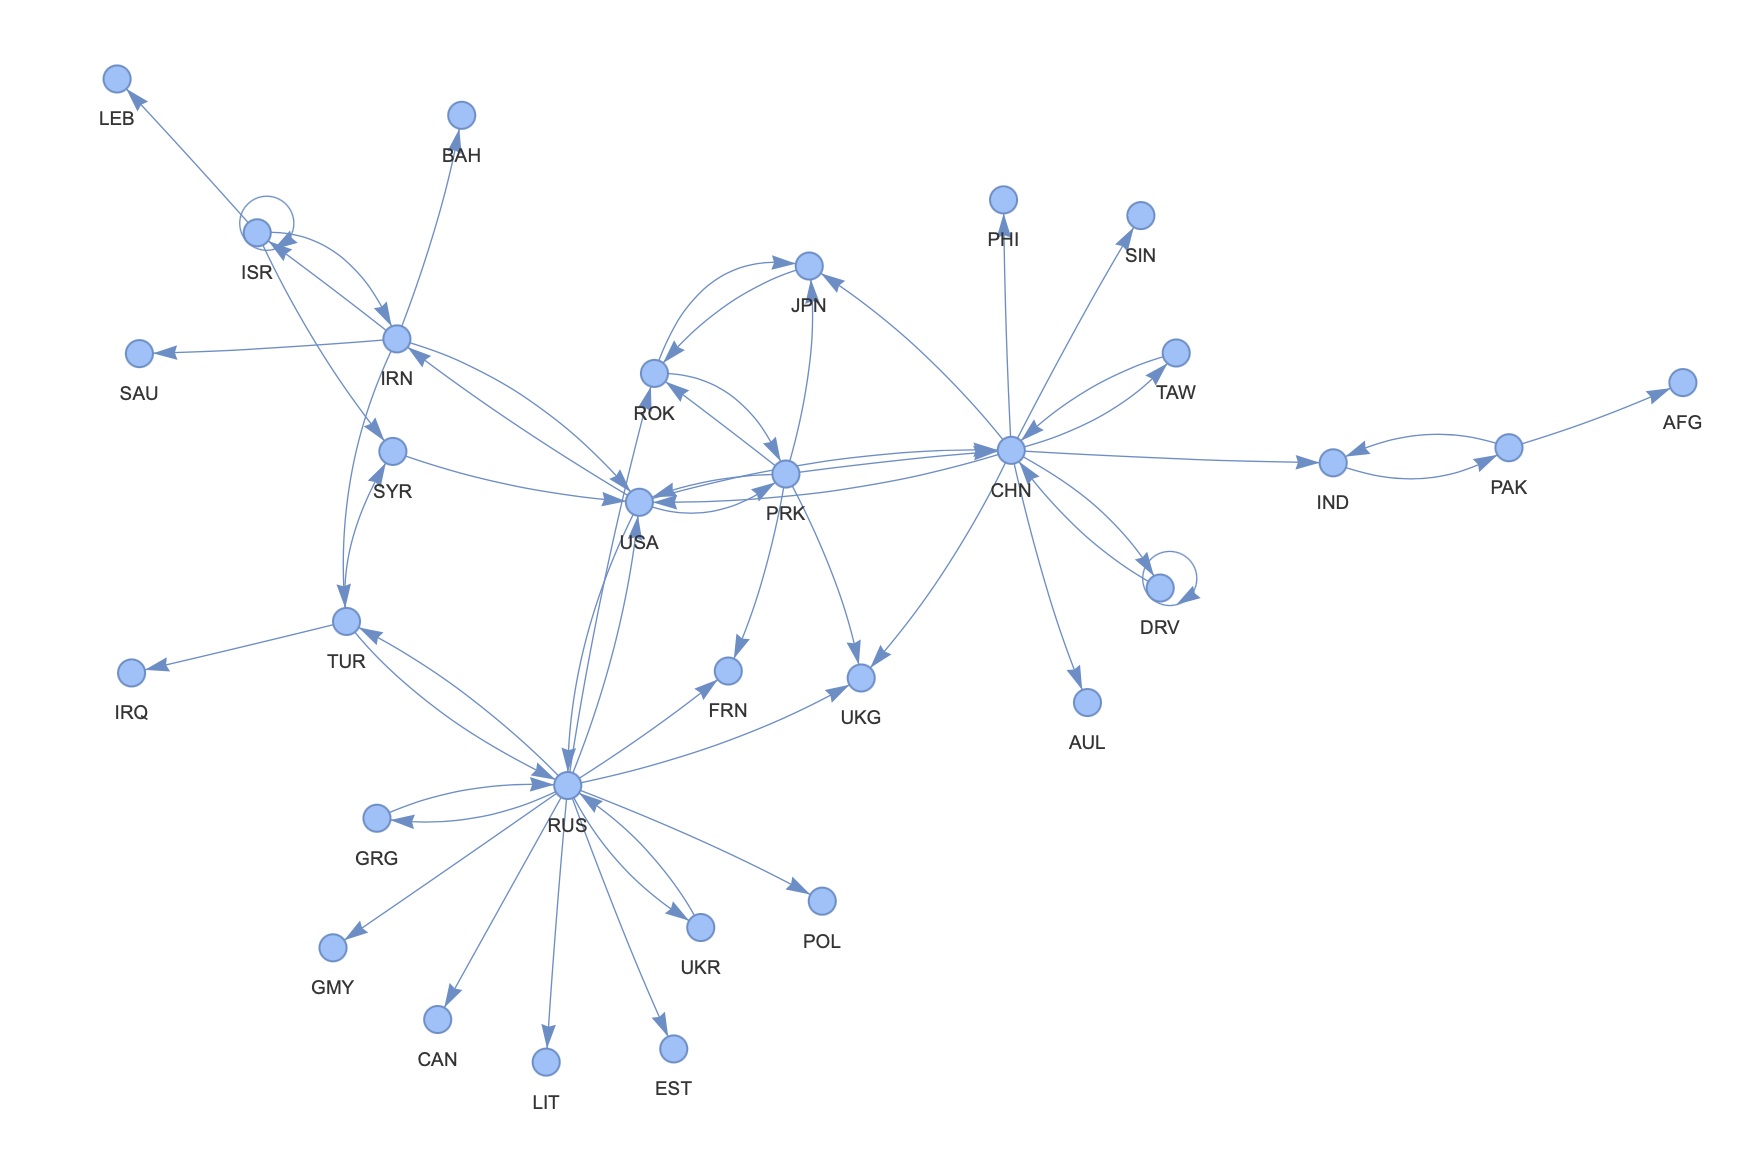 LEB
BAH
PHI
SIN
ISR
JPN
IRN
SAU
TAW
ROK
AFG
SYR
PAK
CHN
IND
PRK
USA
DRV
TUR
IRQ
FRN
UKG
AUL
RUS
GRG
POL
UKR
GMY
CAN
EST
LIT